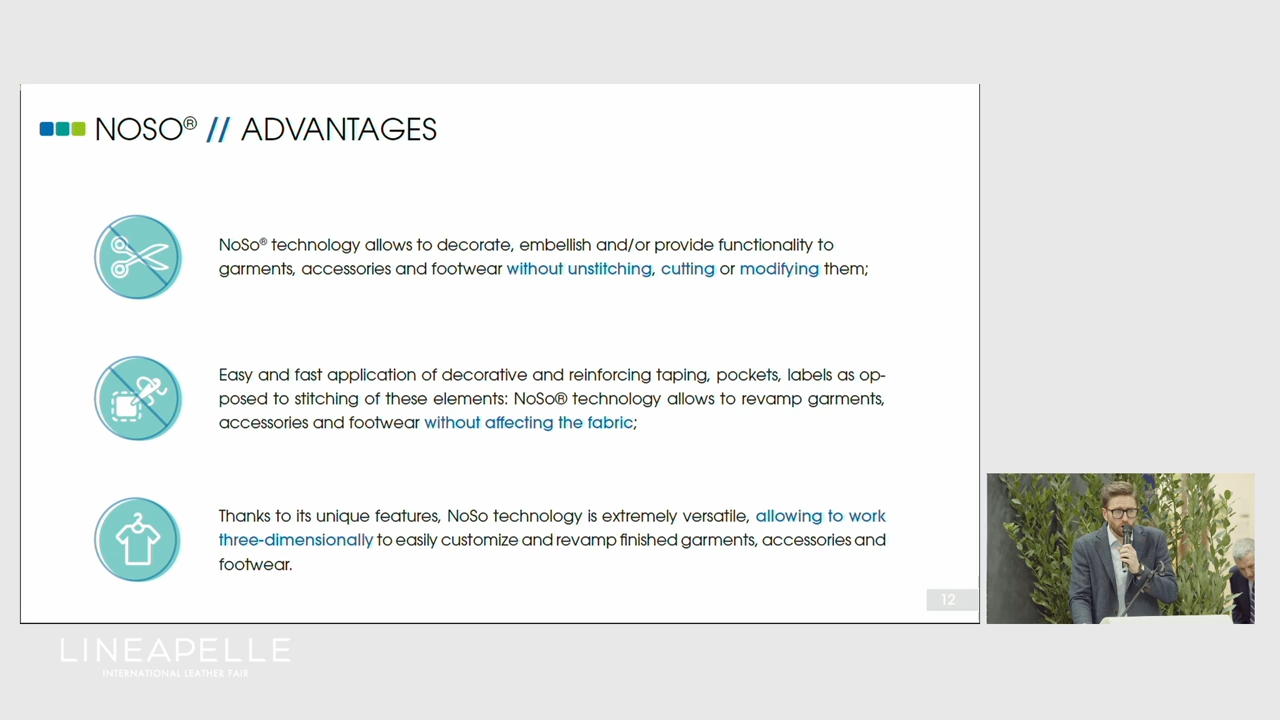 NOSO® // ADVANTAGES
NoSo® technology allows to decorate, embellish and/or provide functionality to
garments, accessories and footwear without unstitching, cutting or modifying them;
Easy and fast application of decorative and reinforcing taping, pockets, labels as op-
posed to stitching of these elements: NoSo® technology allows to revamp garments,
accessories and footwear without affecting the fabric;
Thanks to its unique features, NoSo technology is extremely versatile, allowing to work
three-dimensionally to easily customize and revamp finished garments, accessories and
footwear.
12
LINEAPELLE
INTERNATIONAL LEATHER FAIR